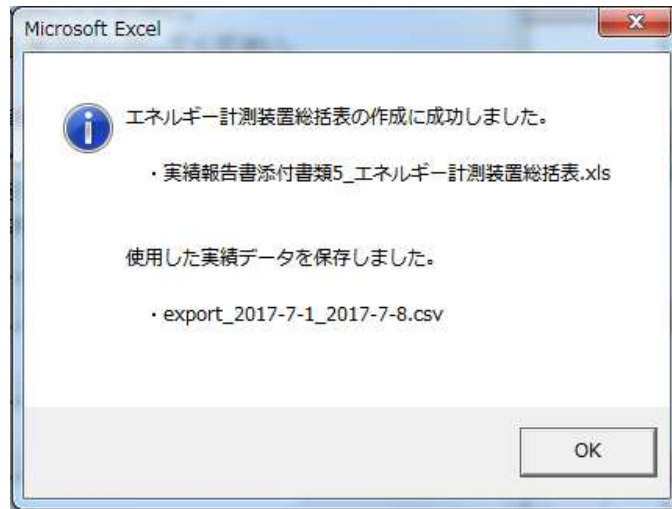 Microsoft Excel
エネルギー計測装置総括表の作成に成功しました。
・実績報告書添付書類5_エネルギー計測装置総括表.xls
使用した実績データを保存しました。
・export_2017-7-1_2017-7-8.csv
OK